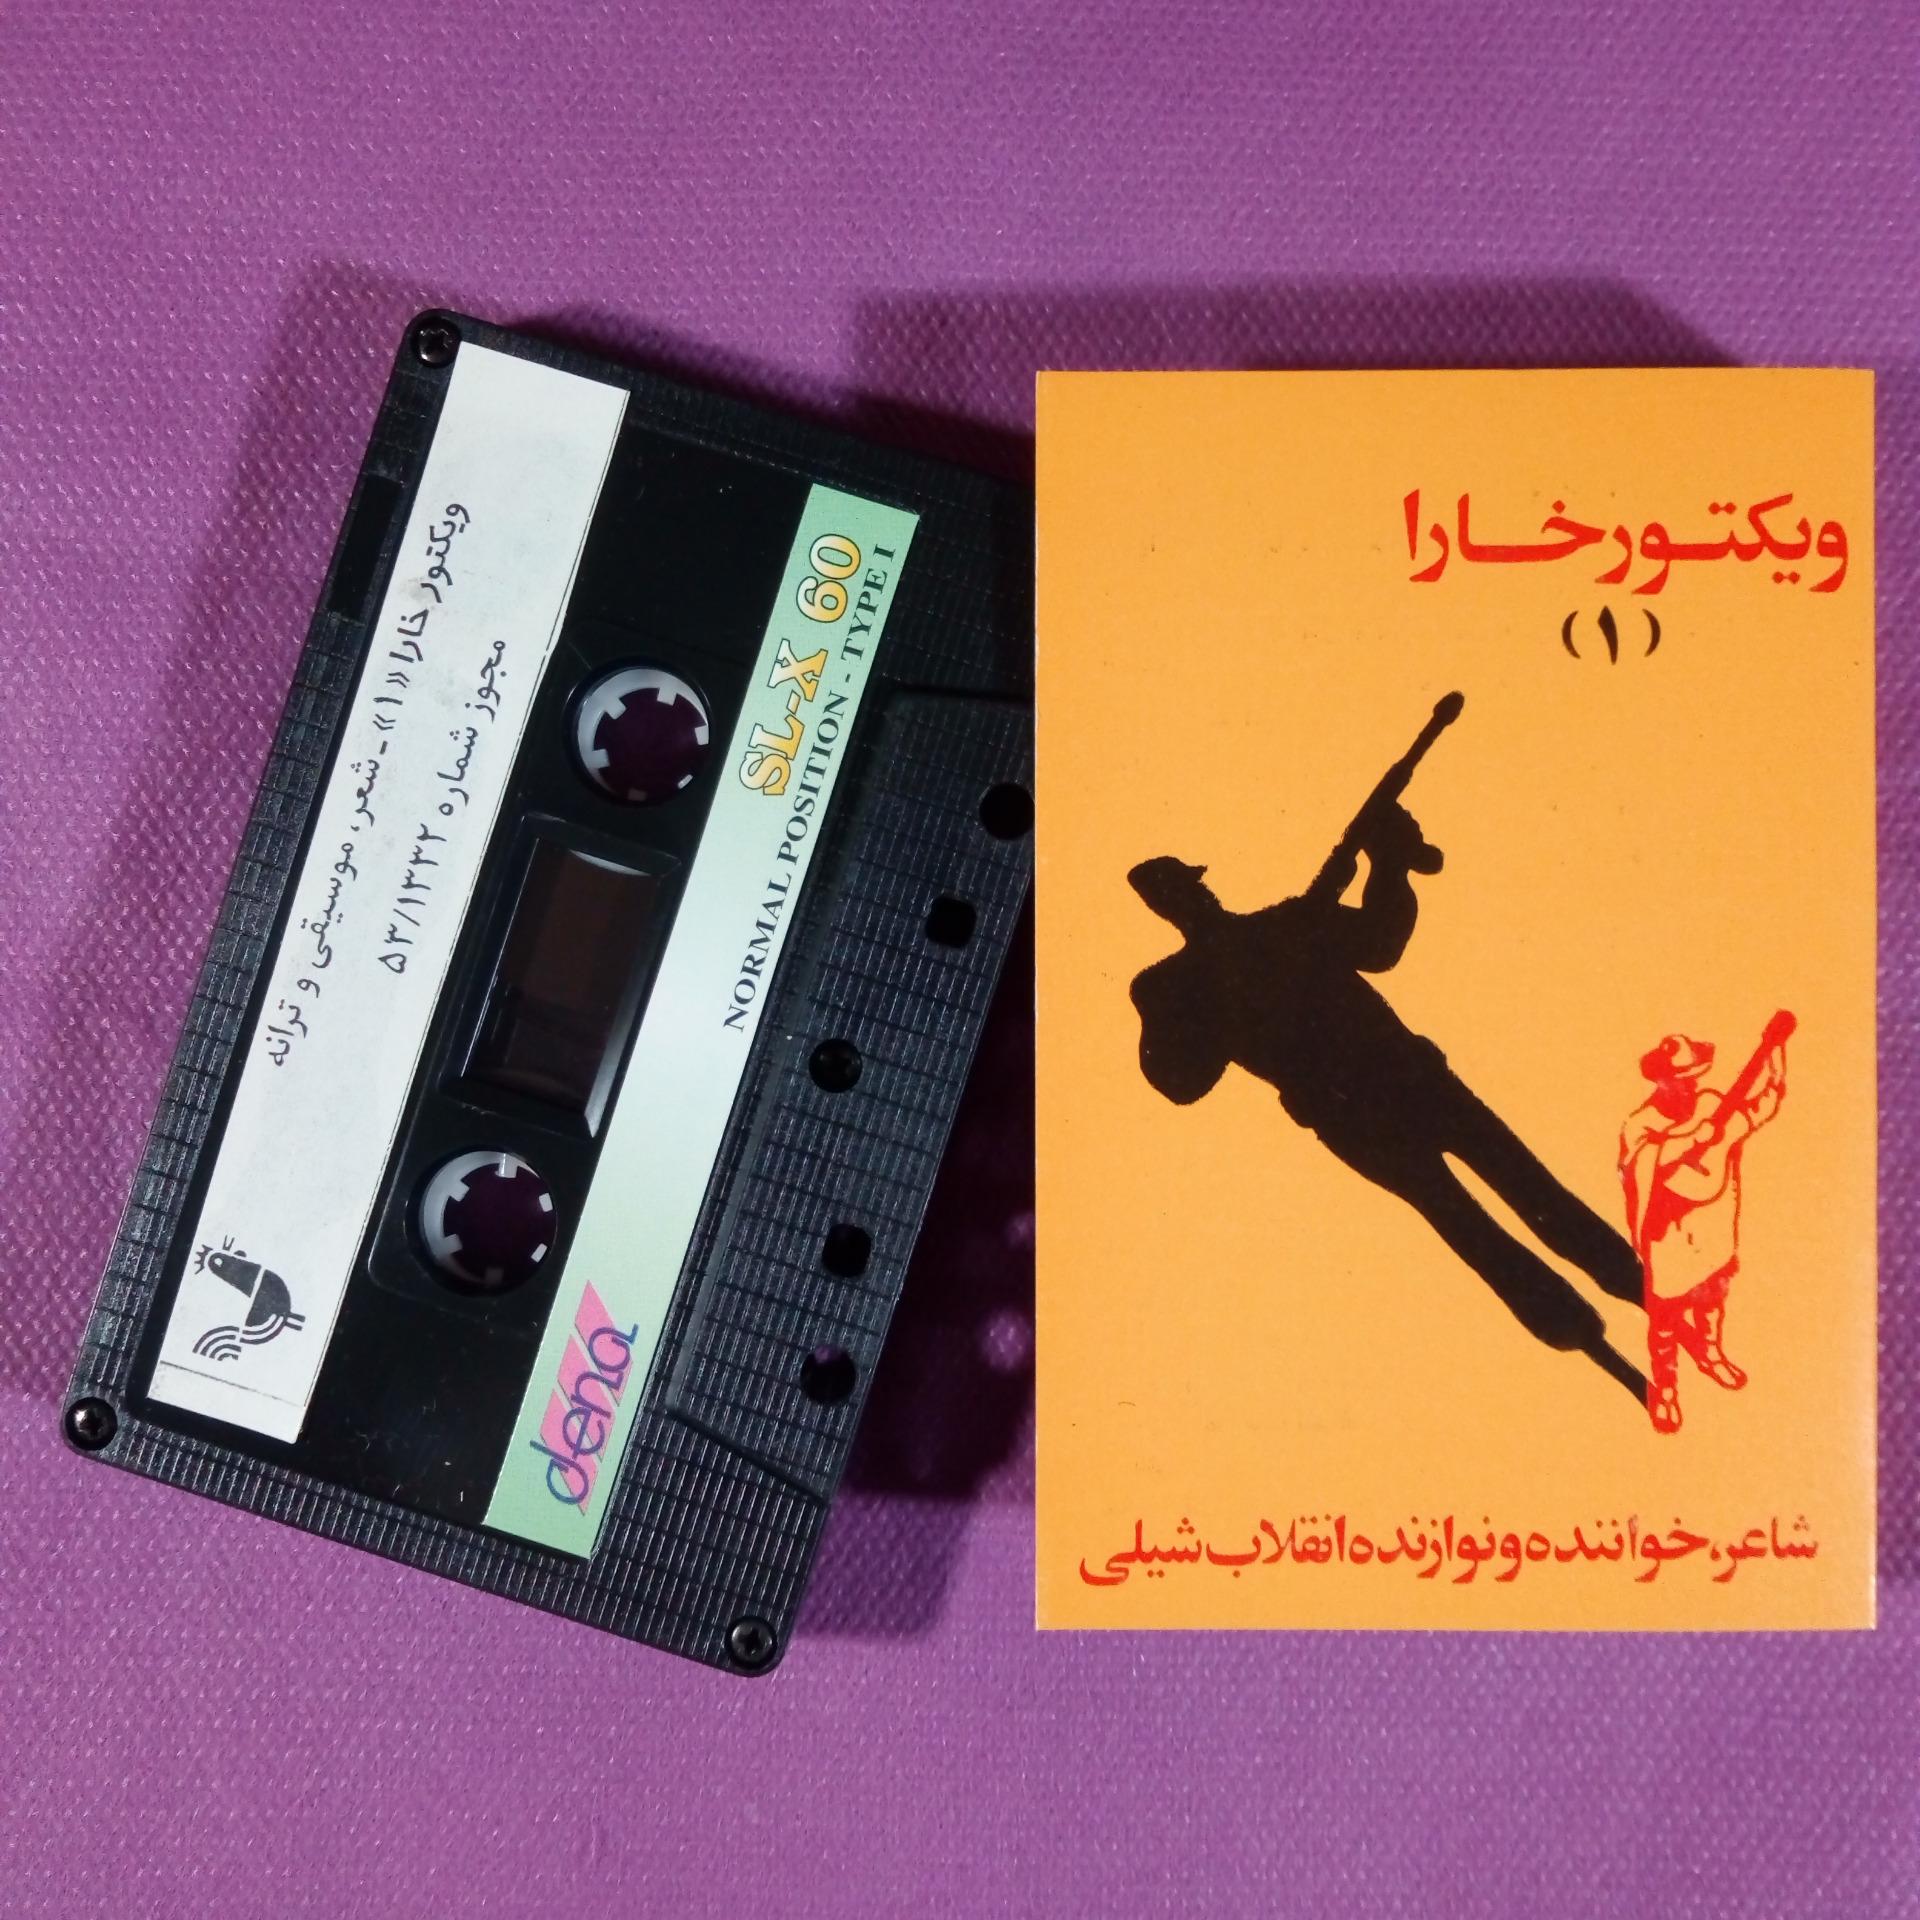 ویکتور خارا «۱» - شعر، موسیقی و ترانه
مجوز شماره ۵۳/۱۳۳۲
SL-X 60
NORMAL POSITION - TYPE I
dena
ویکتور خارا
(۱)
شاعر، خواننده و نوازنده انقلاب شیلی